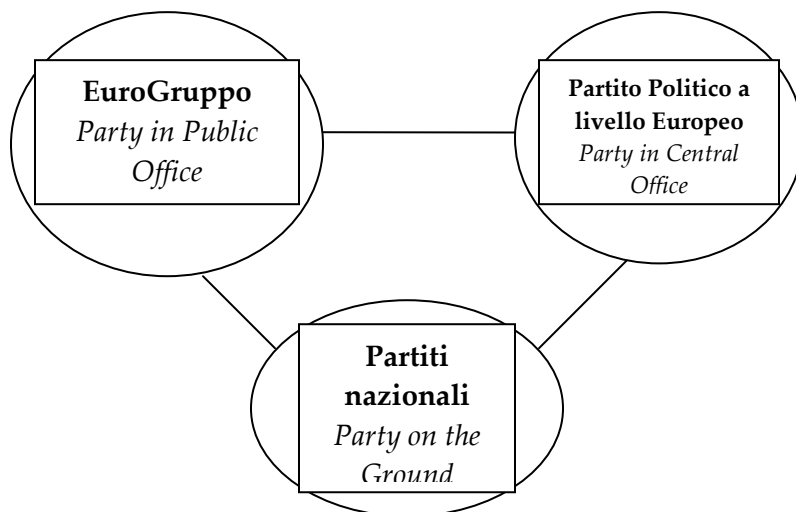 EuroGruppo
Party in Public
Office
Partito Politico a
livello Europeo
Party in Central
Office
Partiti
nazionali
Party on the
Ground